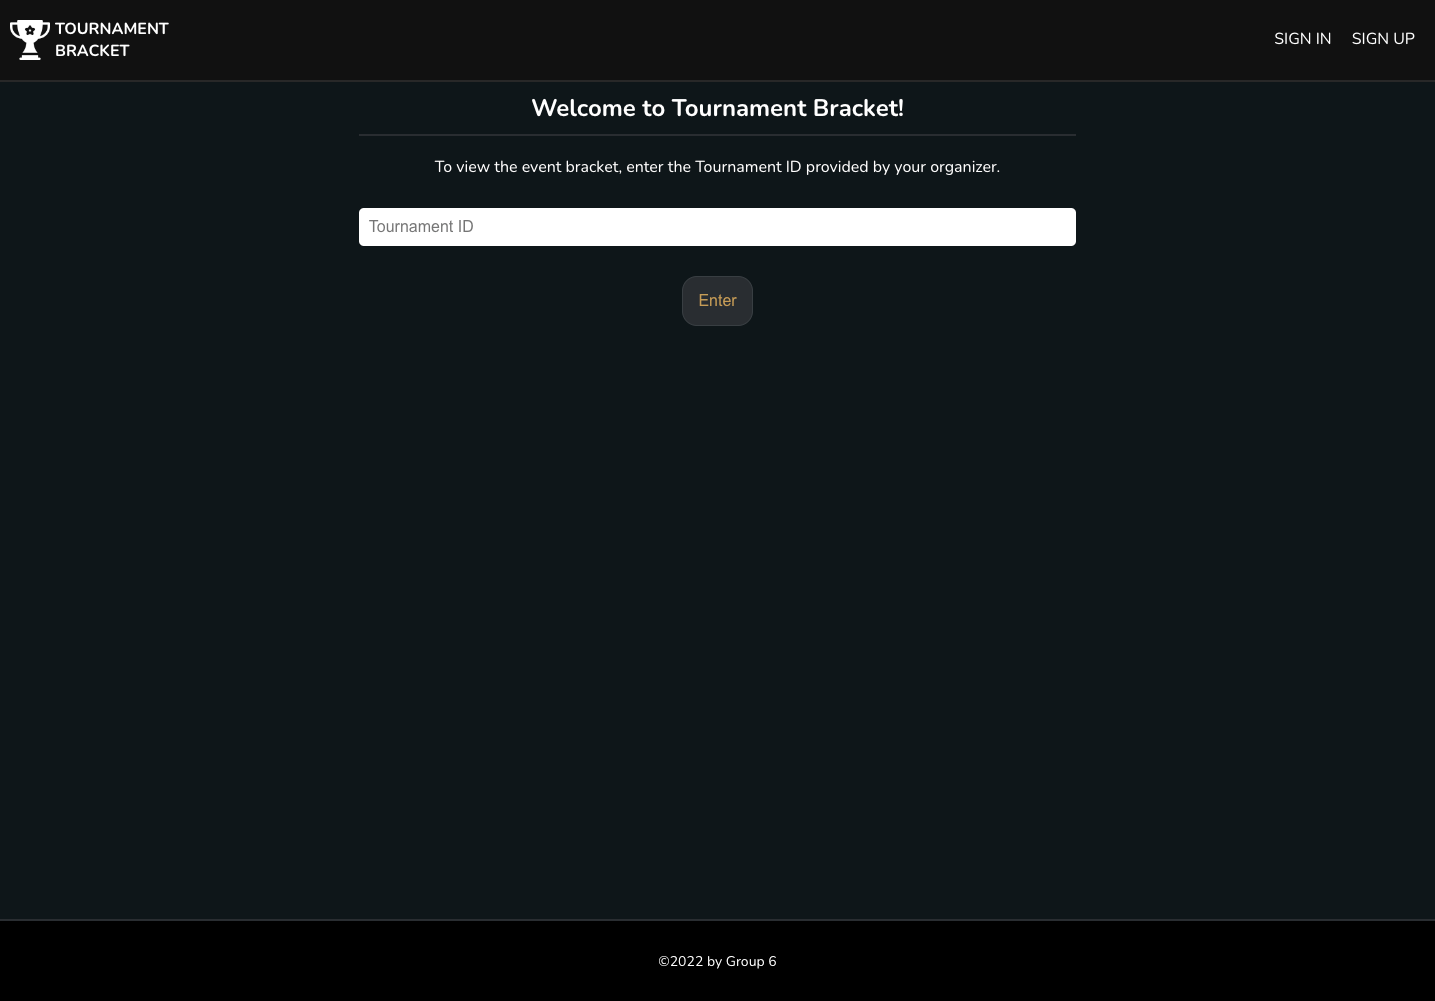 TOURNAMENT
BRACKET
SIGN IN
SIGN UP
Welcome to Tournament Bracket!
To view the event bracket, enter the Tournament ID provided by your organizer.
Tournament ID
Enter
©2022 by Group 6